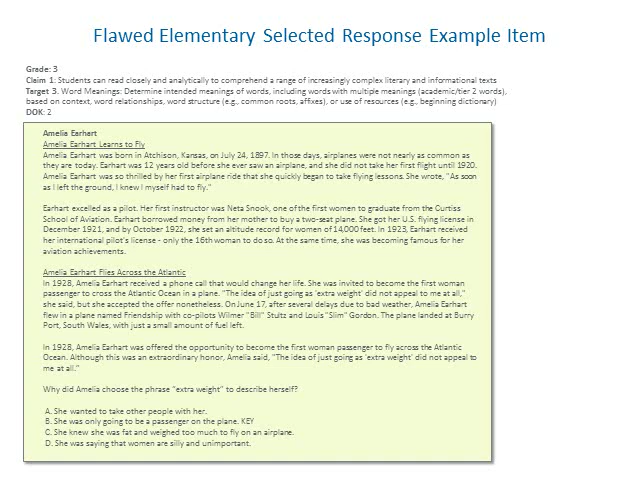 Flawed Elementary Selected Response Example Item
Grade: 3
Claim 1: Students can read closely and analytically to comprehend a range of increasingly complex literary and informational texts
Target 3. Word Meanings: Determine intended meanings of words, including words with multiple meanings (academic/tier 2 words),
based on context, word relationships, word structure (e.g., common roots, affixes), or use of resources (e.g., beginning dictionary)
DOK: 2
Amelia Earhart
Amelia Earhart Learns to Fly
Amelia Earhart was born in Atchison, Kansas, on July 24, 1897. In those days, airplanes were not nearly as common as
they are today. Earhart was 12 years old before she ever saw an airplane, and she did not take her first flight until 1920.
Amelia Earhart was so thrilled by her first airplane ride that she quickly began to take flying lessons. She wrote, "As soon
as I left the ground, I knew I myself had to fly."
Earhart excelled as a pilot. Her first instructor was Neta Snook, one of the first women to graduate from the Curtiss
School of Aviation. Earhart borrowed money from her mother to buy a two-seat plane. She got her U.S. flying license in
December 1921, and by October 1922, she set an altitude record for women of 14,000 feet. In 1923, Earhart received
her international pilot's license - only the 16th woman to do so. At the same time, she was becoming famous for her
aviation achievements.
Amelia Earhart Flies Across the Atlantic
In 1928, Amelia Earhart received a phone call that would change her life. She was invited to become the first woman
passenger to cross the Atlantic Ocean in a plane. "The idea of just going as 'extra weight' did not appeal to me at all,"
she said, but she accepted the offer nonetheless. On June 17, after several delays due to bad weather, Amelia Earhart
flew in a plane named Friendship with co-pilots Wilmer "Bill" Stultz and Louis "Slim" Gordon. The plane landed at Burry
Port, South Wales, with just a small amount of fuel left.
In 1928, Amelia Earhart was offered the opportunity to become the first woman passenger to fly across the Atlantic
Ocean. Although this was an extraordinary honor, Amelia said, "The idea of just going as 'extra weight' did not appeal to
me at all."
Why did Amelia choose the phrase "extra weight" to describe herself?
A. She wanted to take other people with her.
B. She was only going to be a passenger on the plane. KEY
C. She knew she was fat and weighed too much to fly on an airplane.
D. She was saying that women are silly and unimportant.